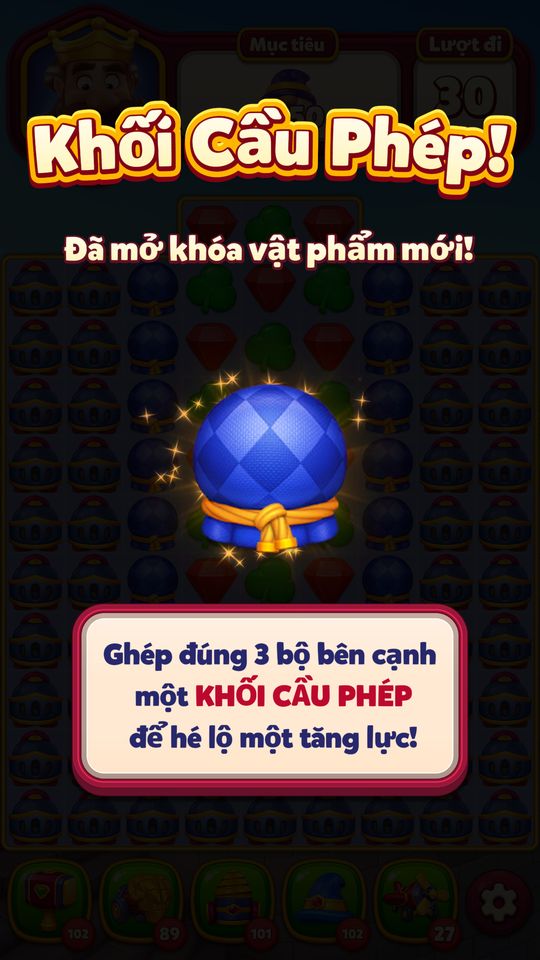 Mục tiêu
Lượt đi
50
30
Khối Cầu Phép!
Đã mở khóa vật phẩm mới!
Ghép đúng 3 bộ bên cạnh
một KHỐI CẦU PHÉP
để hé lộ một tăng lực!
102
89
101
102
27